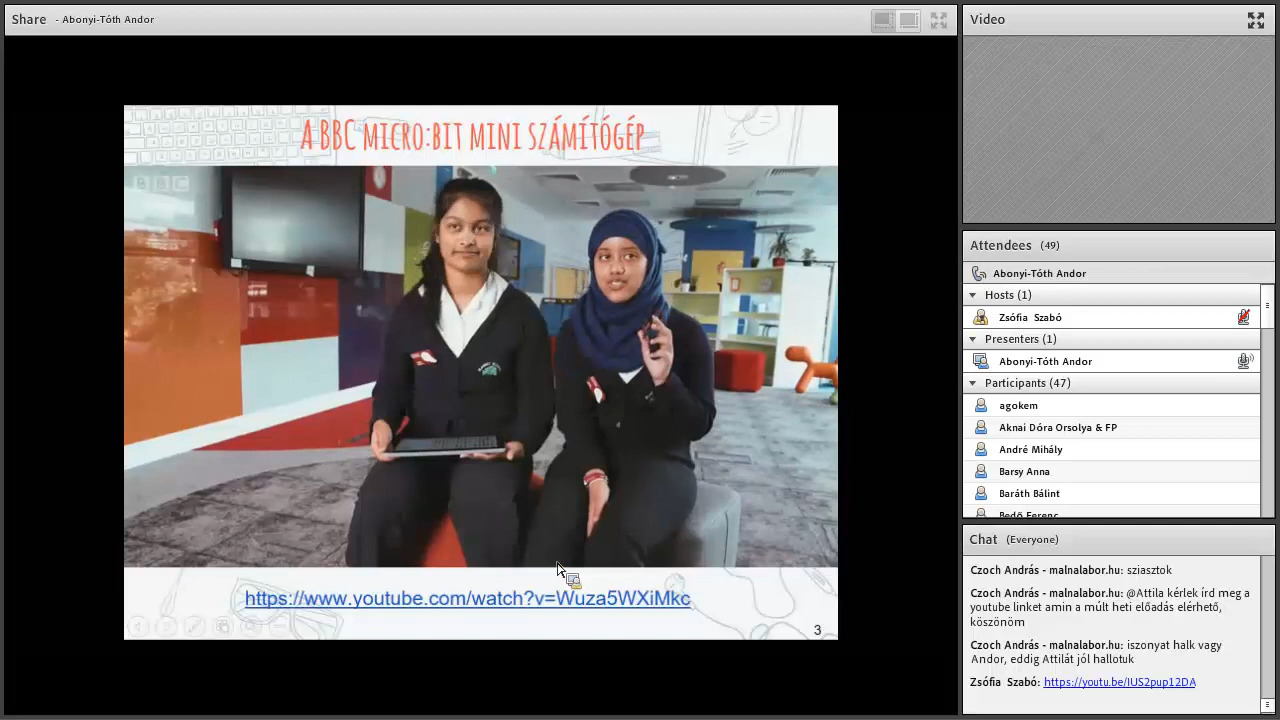 Share - Abonyi-Tóth Andor
A BBC MICRO:BIT MINI SZÁMÍTÓGÉP
BBC
https://www.youtube.com/watch?v=Wuza5WXiMkc
3
Video
Attendees (49)
Abonyi-Tóth Andor
Hosts (1)
Zsófia Szabó
Presenters (1)
Abonyi-Tóth Andor
Participants (47)
agokem
Aknai Dóra Orsolya & FP
André Mihály
Barsy Anna
Baráth Bálint
Bedő Ferenc
Chat (Everyone)
Czoch András - malnalabor.hu: sziasztok
Czoch András - malnalabor.hu: @Attila kérlek írd meg a
youtube linket amin a múlt heti előadás elérhető,
köszönöm
Czoch András - malnalabor.hu: iszonyat halk vagy
Andor, eddig Attilát jól hallotuk
Zsófia Szabó: https://youtu.be/IUS2pup12DA